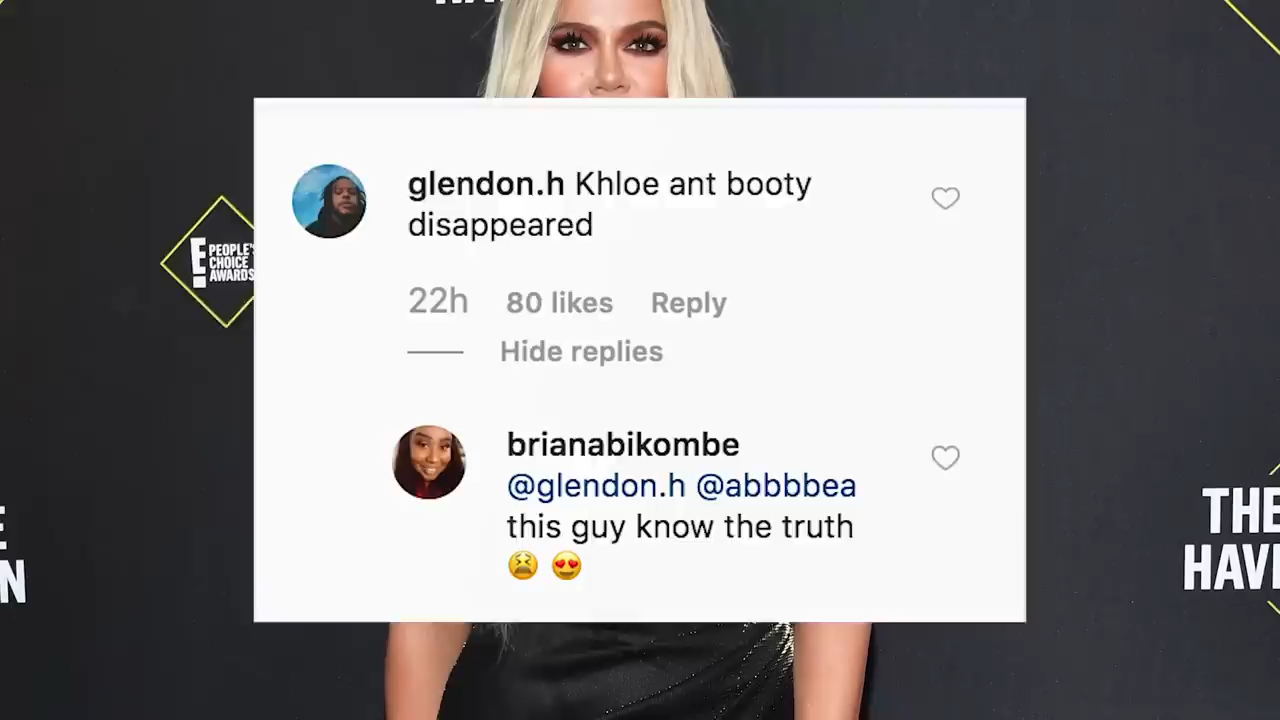 glendon.h Khloe ant booty
disappeared
22h 80 likes Reply
Hide replies
brianabikombe
@glendon.h @abbbbea
this guy know the truth
😫 😍
E PEOPLE'S
CHOICE
AWARDS
THE
HAV